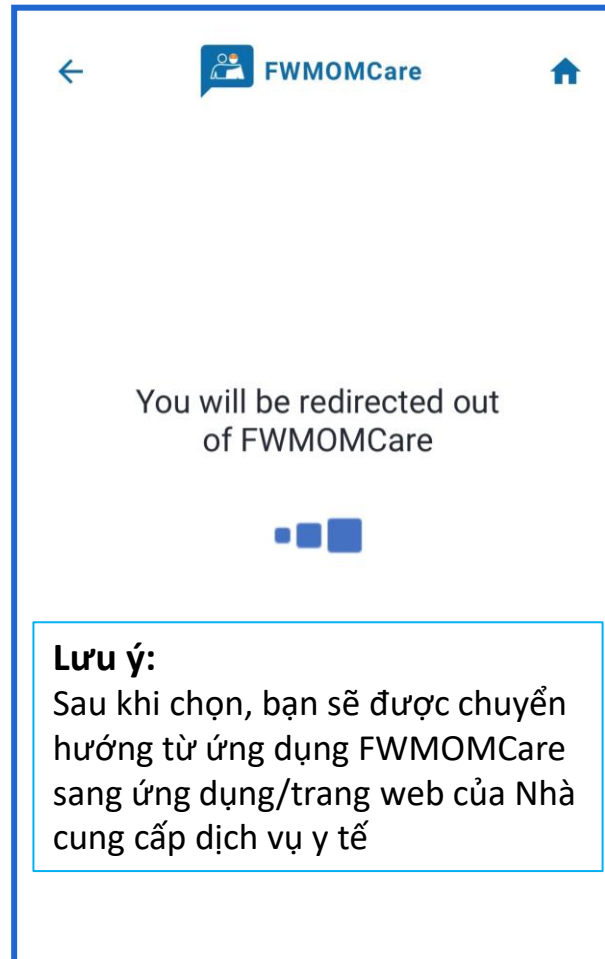 FWMOMCare
You will be redirected out
of FWMOMCare
Lưu ý:
Sau khi chọn, bạn sẽ được chuyển
hướng từ ứng dụng FWMOMCare
sang ứng dụng/trang web của Nhà
cung cấp dịch vụ y tế